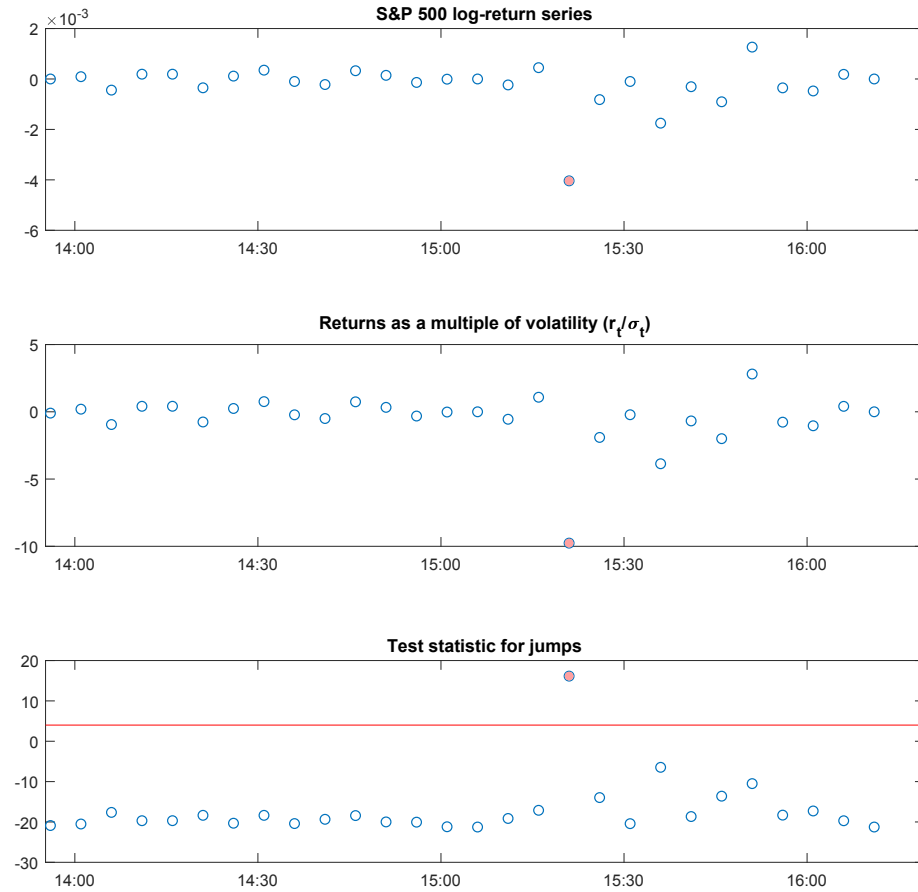 S&P 500 log-return series
×10⁻³
2
0
-2
-4
-6
14:00 14:30 15:00 15:30 16:00
Returns as a multiple of volatility (rₜ/σₜ)
5
0
-5
-10
14:00 14:30 15:00 15:30 16:00
Test statistic for jumps
20
10
0
-10
-20
-30
14:00 14:30 15:00 15:30 16:00